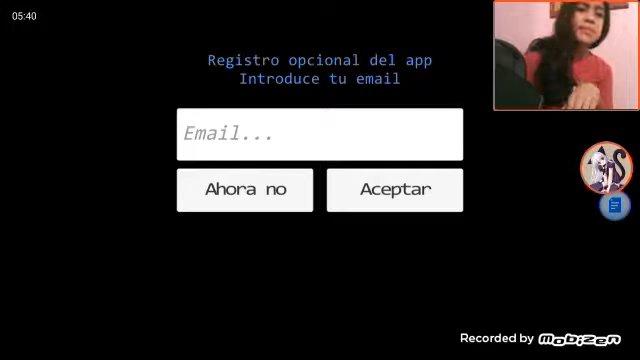 05:40
Registro opcional del app
Introduce tu email
Email...
Ahora no
Aceptar
Recorded by Mobizen